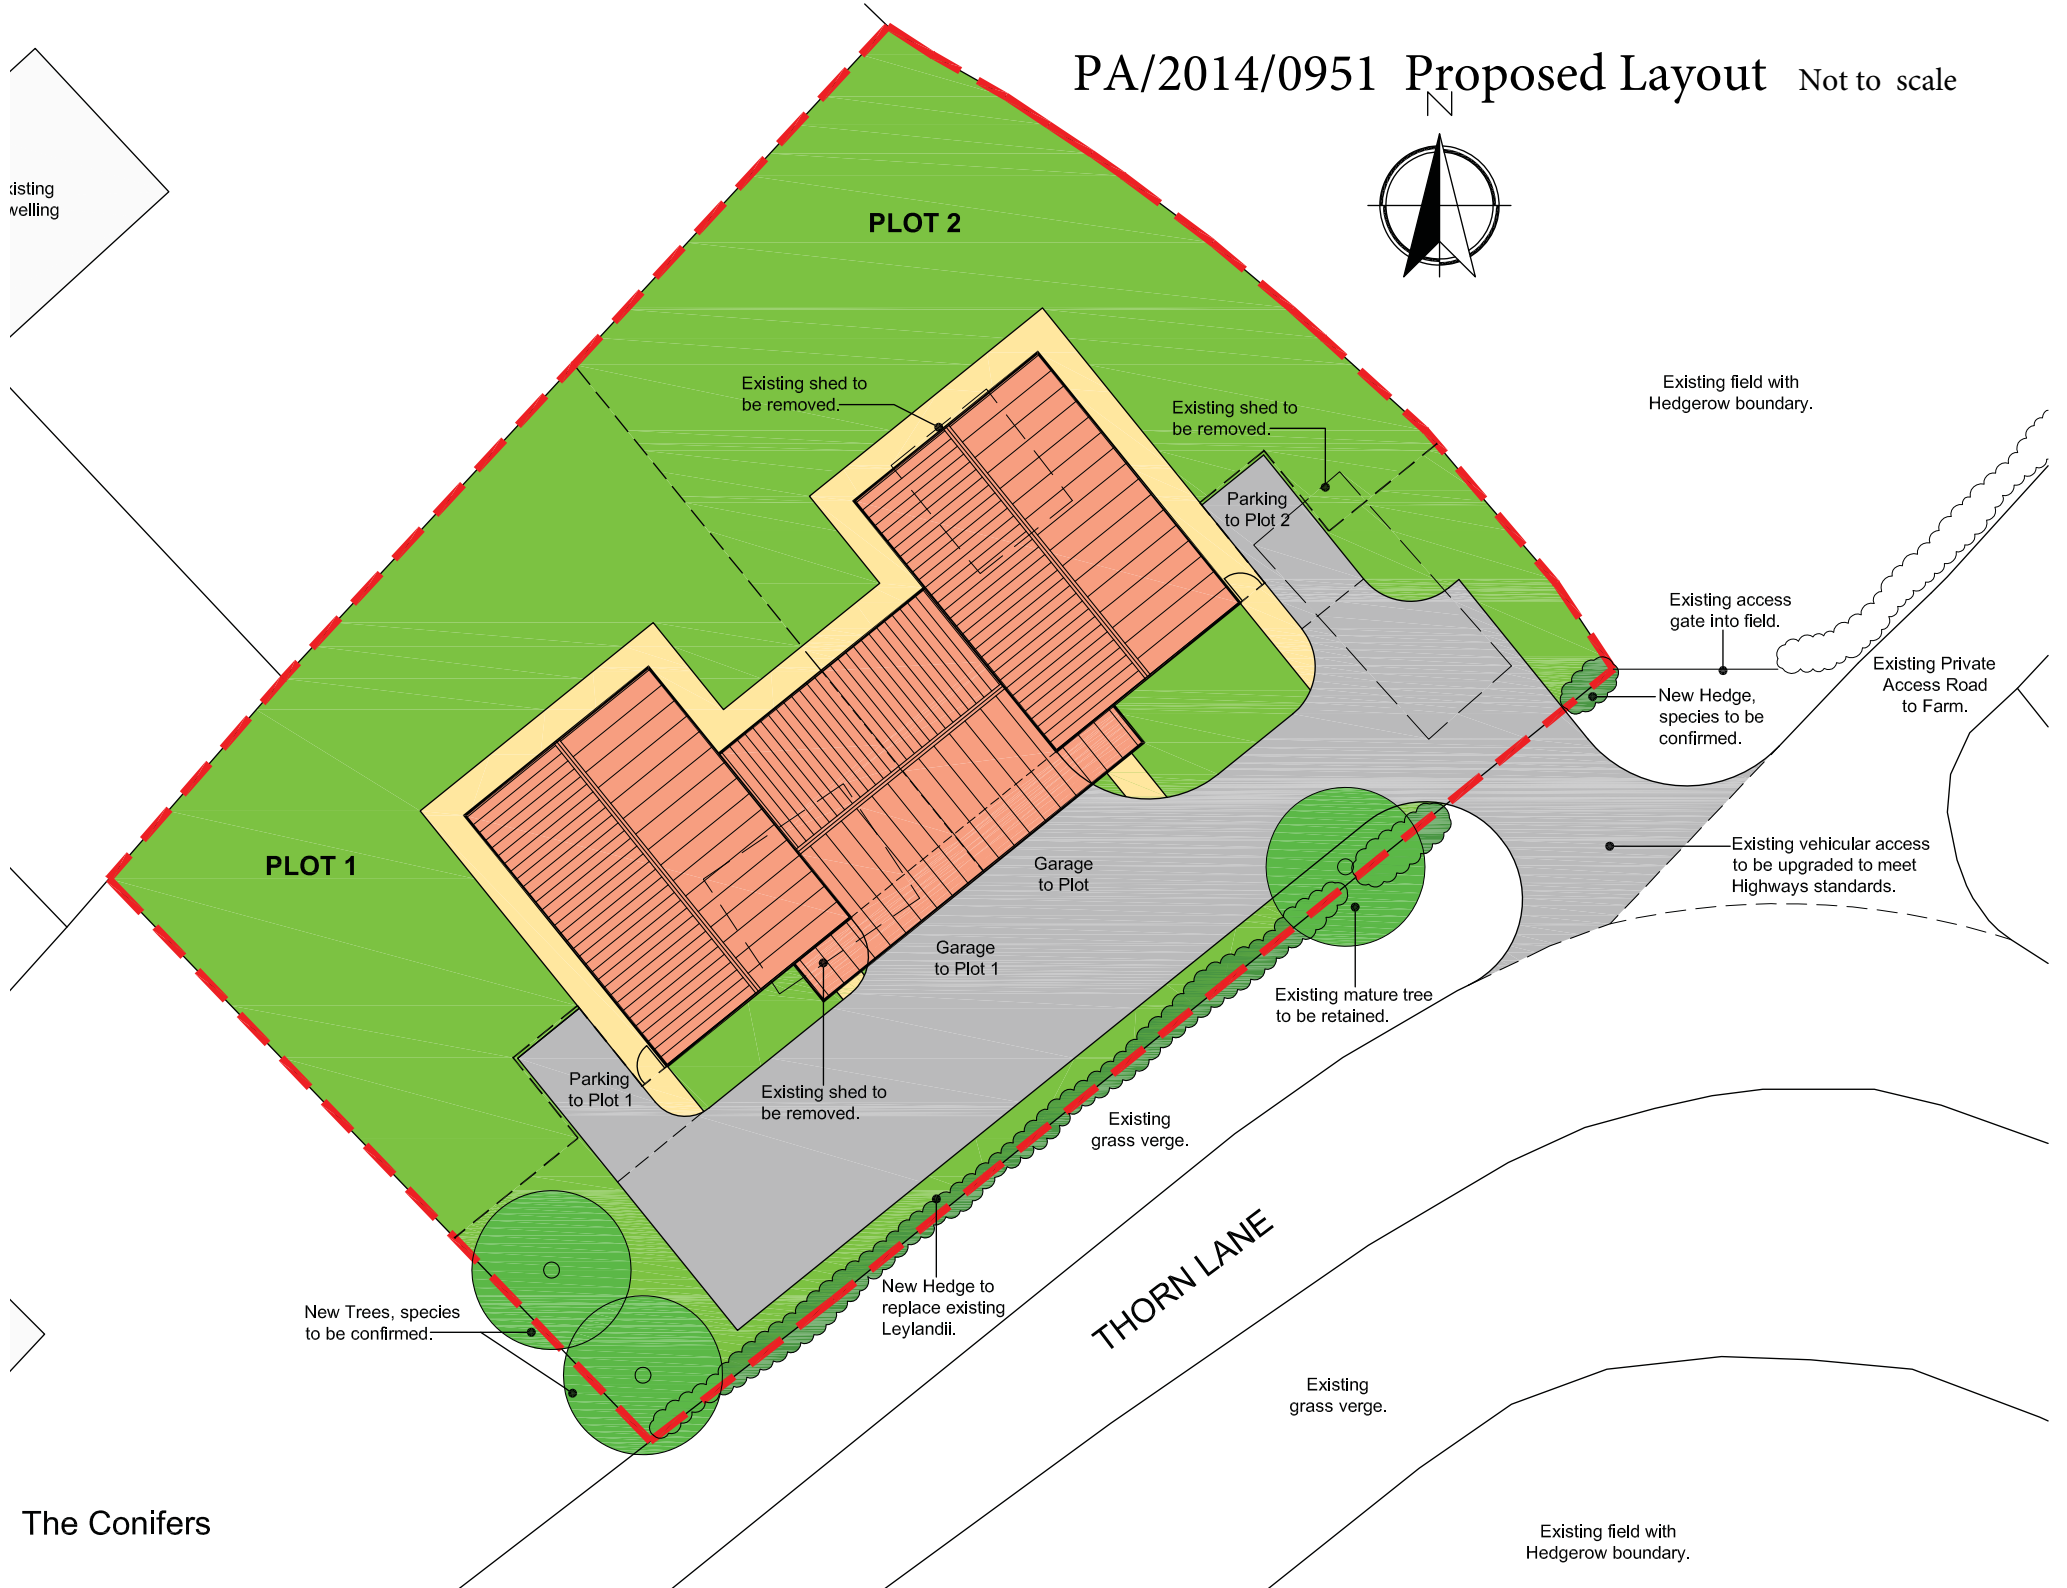 PA/2014/0951 Proposed Layout Not to scale
N
xisting
welling
PLOT 2
Existing shed to
be removed.
Existing shed to
be removed.
Existing field with
Hedgerow boundary.
Parking
to Plot 2
Existing access
gate into field.
Existing Private
Access Road
to Farm.
New Hedge,
species to be
confirmed.
PLOT 1
Garage
to Plot
Existing vehicular access
to be upgraded to meet
Highways standards.
Garage
to Plot 1
Existing mature tree
to be retained.
Parking
to Plot 1
Existing shed to
be removed.
Existing
grass verge.
New Hedge to
replace existing
Leylandii.
THORN LANE
New Trees, species
to be confirmed.
Existing
grass verge.
The Conifers
Existing field with
Hedgerow boundary.